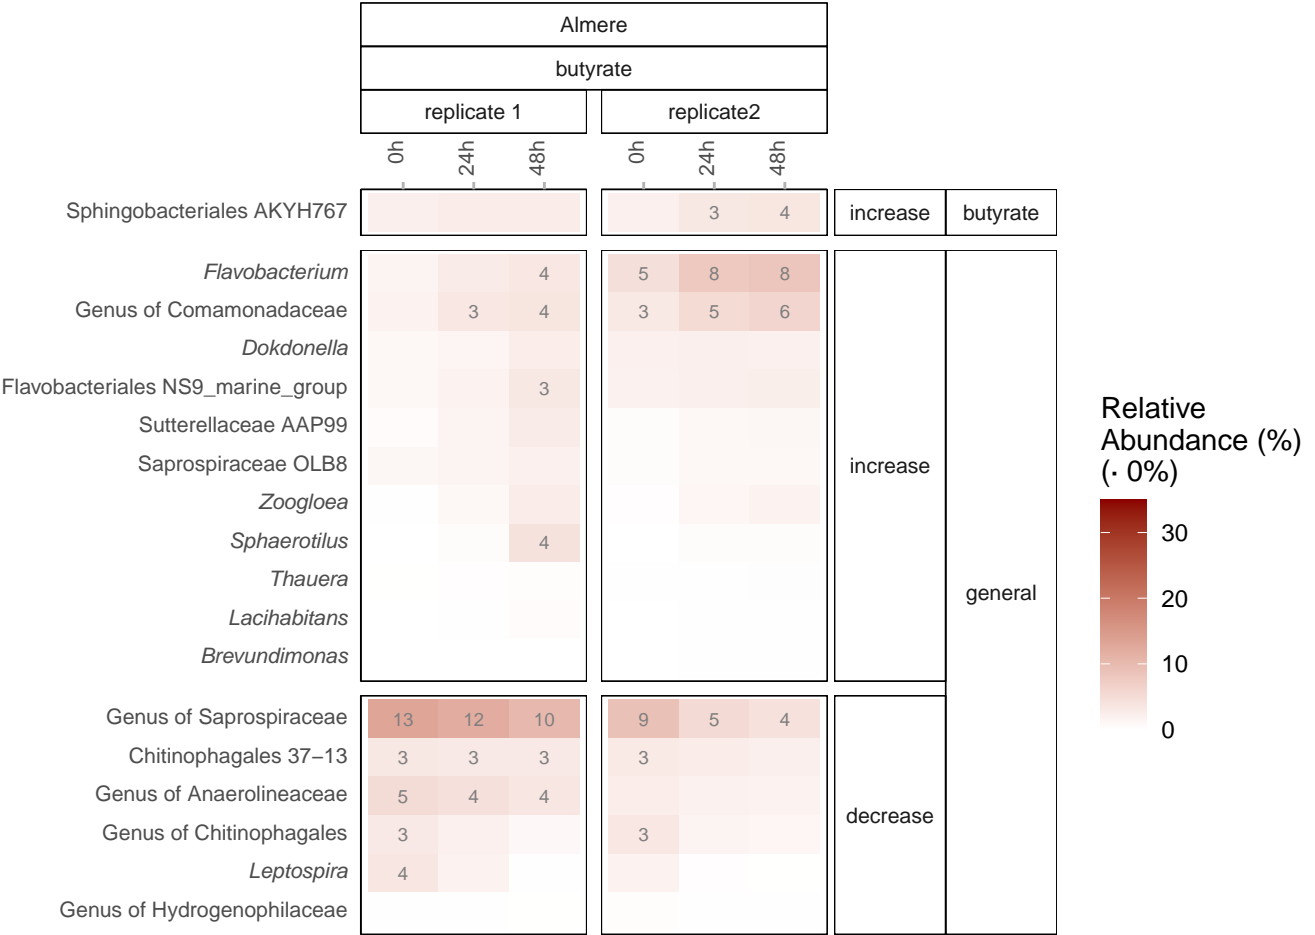 Almere
butyrate
replicate 1 replicate2
0h 24h 48h 0h 24h 48h
Sphingobacteriales AKYH767 3 4 increase butyrate
Flavobacterium 4 5 8 8
Genus of Comamonadaceae 3 4 3 5 6
Dokdonella
Flavobacteriales NS9_marine_group 3
Sutterellaceae AAP99
Saprospiraceae OLB8
increase
Zoogloea
Sphaerotilus 4
Thauera
general
Lacihabitans
Brevundimonas
Genus of Saprospiraceae 13 12 10 9 5 4
Chitinophagales 37−13 3 3 3 3
Genus of Anaerolineaceae 5 4 4
decrease
Genus of Chitinophagales 3 3
Leptospira 4
Genus of Hydrogenophilaceae
Relative
Abundance (%)
(· 0%)
30
20
10
0